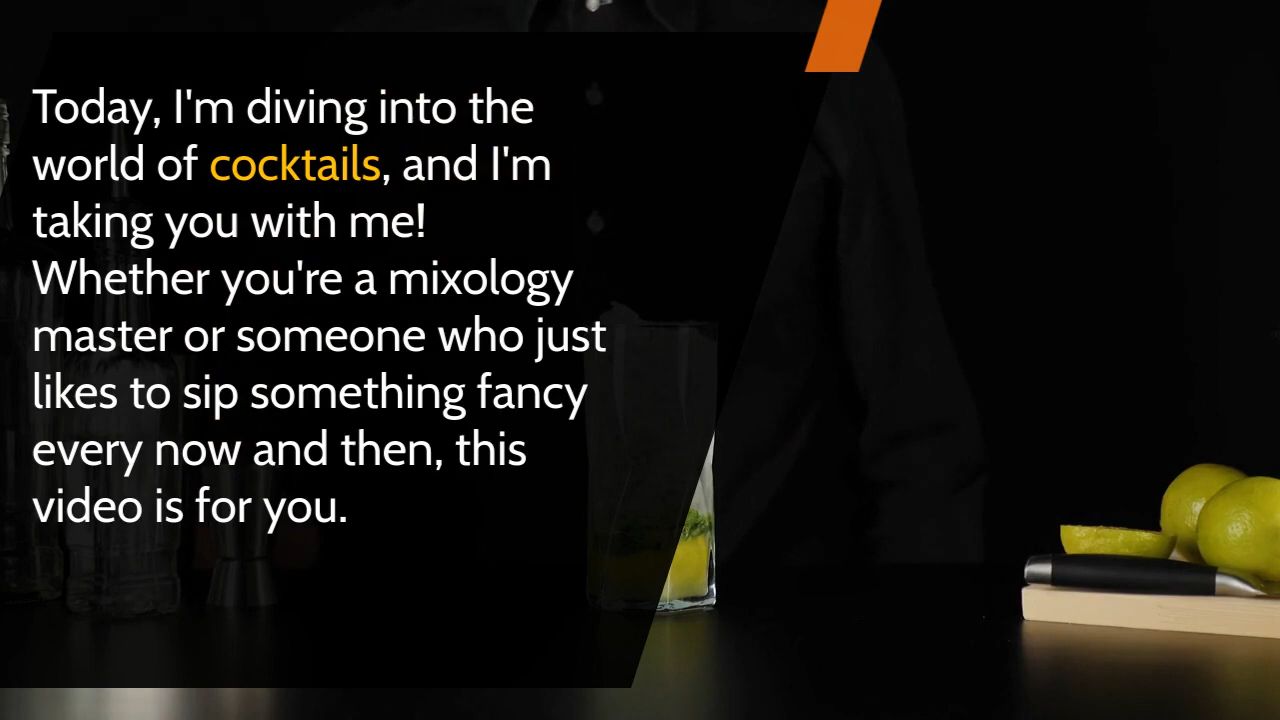 Today, I'm diving into the
world of cocktails, and I'm
taking you with me!
Whether you're a mixology
master or someone who just
likes to sip something fancy
every now and then, this
video is for you.